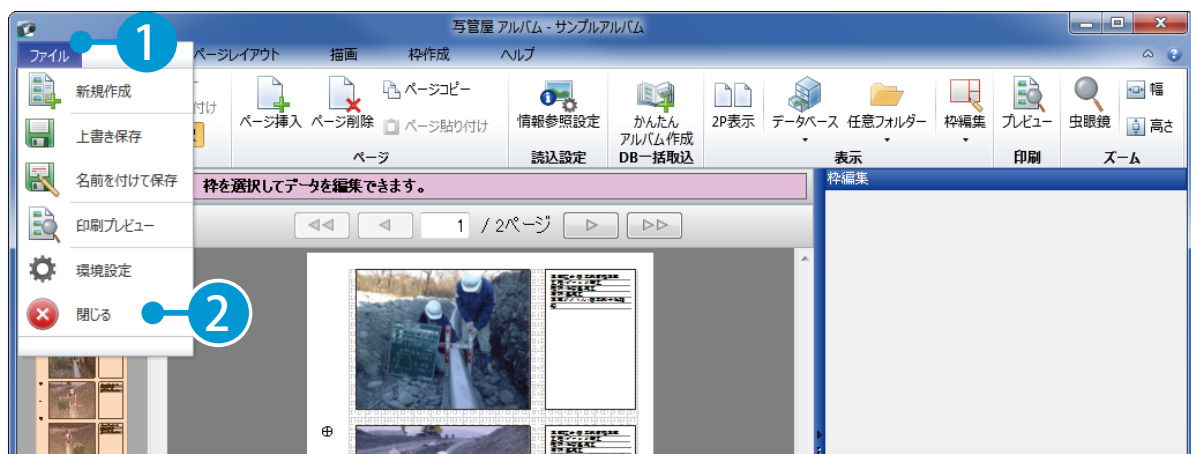 写管屋 アルバム - サンプルアルバム
ファイル
1
ページレイアウト
描画
枠作成
ヘルプ
新規作成
上書き保存
名前を付けて保存
印刷プレビュー
環境設定
閉じる
2
付け
ページ挿入
ページ削除
ページコピー
ページ貼り付け
ページ
情報参照設定
読込設定
かんたん
アルバム作成
DB一括取込
2P表示
データベース
任意フォルダー
枠編集
表示
プレビュー
印刷
虫眼鏡
幅
高さ
ズーム
枠を選択してデータを編集できます。
1 / 2ページ
枠編集